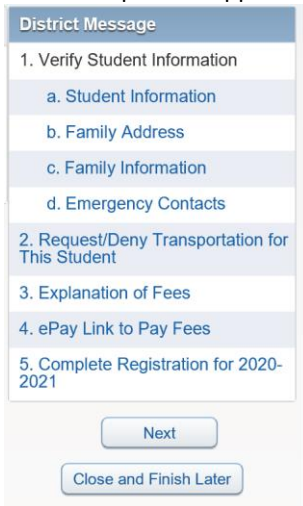 District Message
1. Verify Student Information
a. Student Information
b. Family Address
c. Family Information
d. Emergency Contacts
2. Request/Deny Transportation for
This Student
3. Explanation of Fees
4. ePay Link to Pay Fees
5. Complete Registration for 2020-
2021
Next
Close and Finish Later